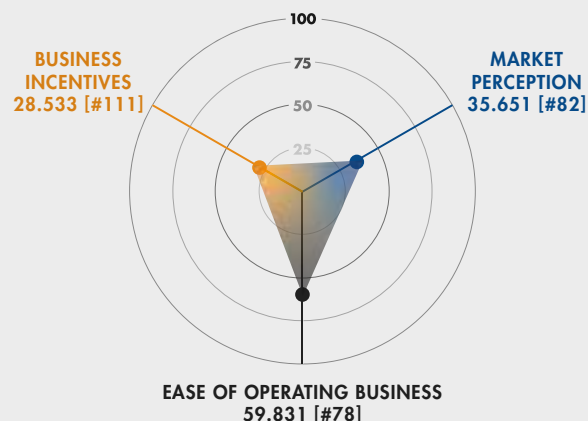 100
75
50
25
BUSINESS
INCENTIVES
28.533 [#111]
MARKET
PERCEPTION
35.651 [#82]
EASE OF OPERATING BUSINESS
59.831 [#78]